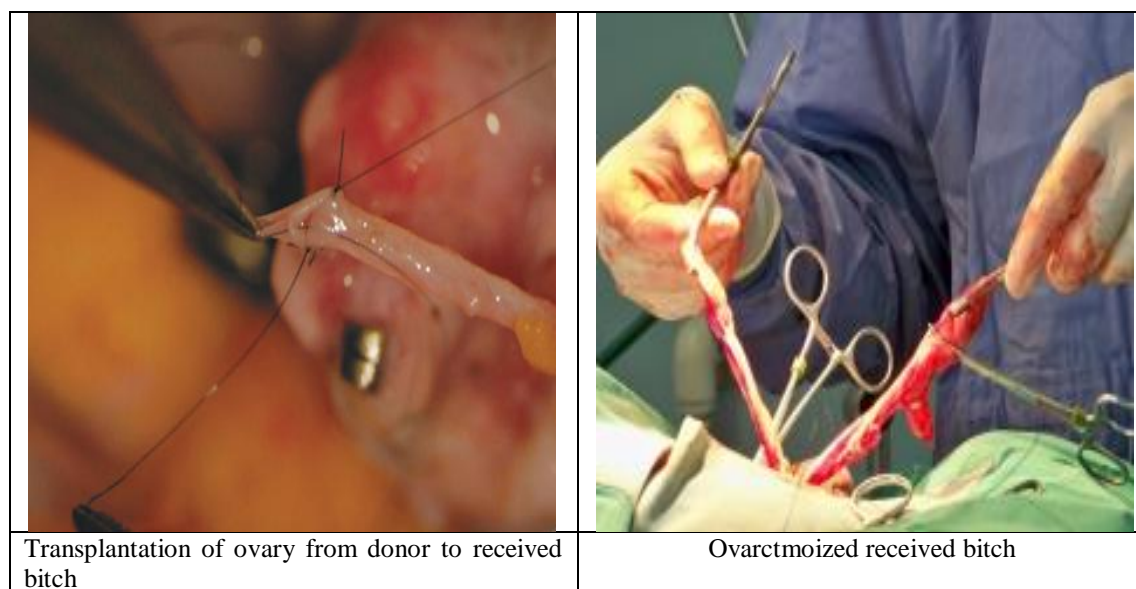 Transplantation of ovary from donor to received
bitch
Ovarctmoized received bitch